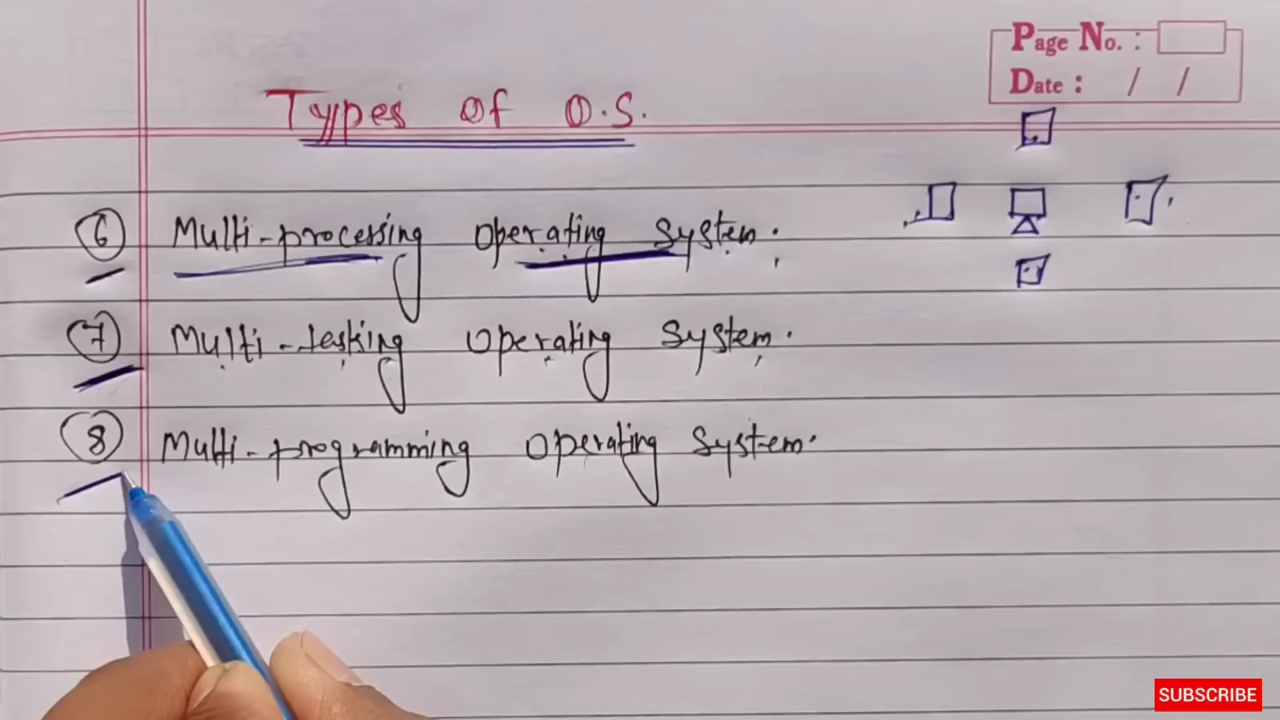 Page No. :
Date : / /
Types of O.S.
6 Multi-processing operating system.
7 Multi-tasking Operating System.
8 Multi-programming Operating System.
SUBSCRIBE